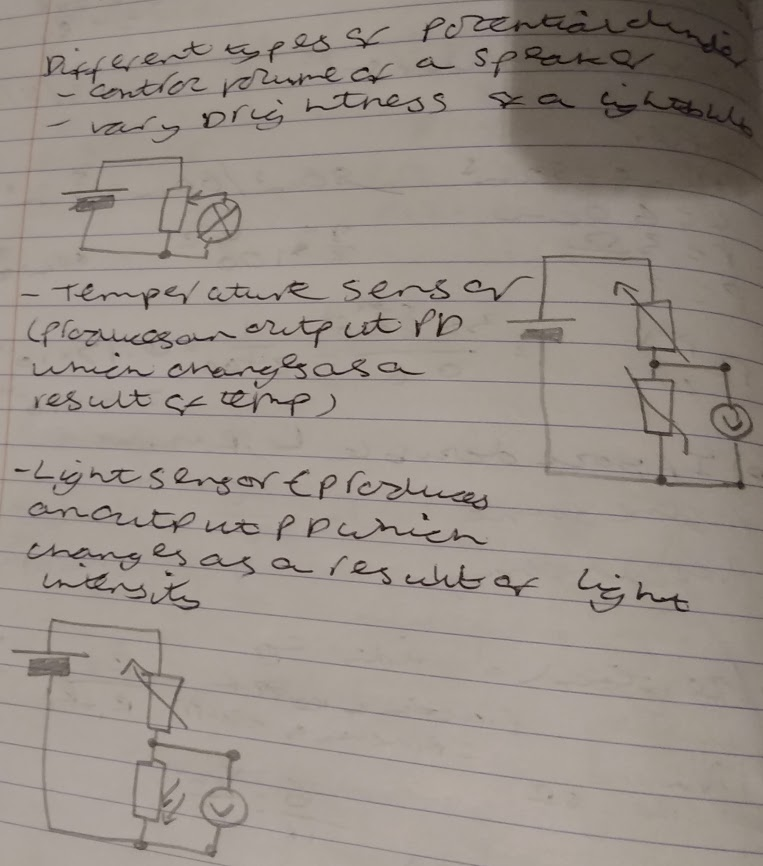 Different types of potential divider
- control volume of a speaker
- vary brightness of a lightbulb
- Temperature sensor
(produces an output PD
which changes as a
result of temp)
- Light sensor (produces
an output PD which
changes as a result of light
intensity
V
V